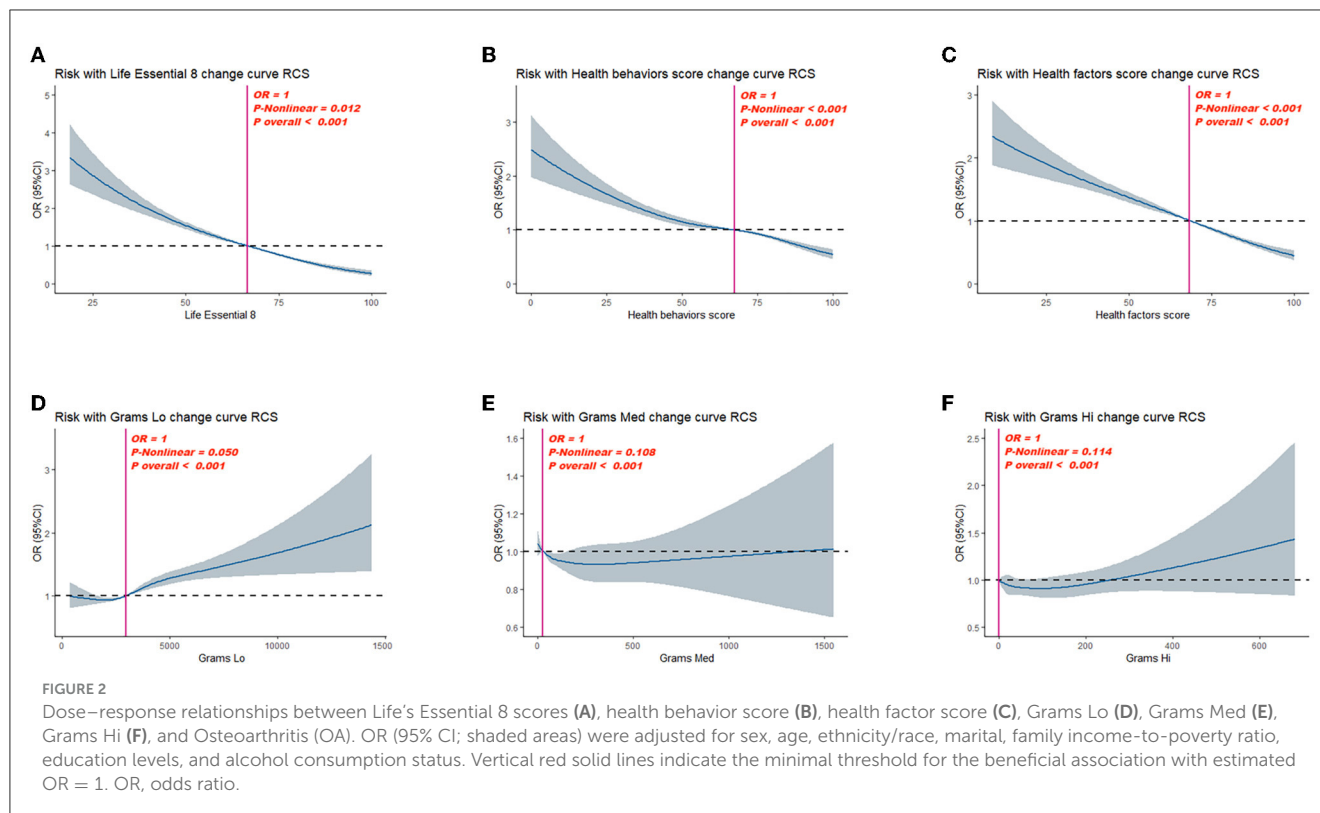 A
Risk with Life Essential 8 change curve RCS
OR = 1
P-Nonlinear = 0.012
P overall < 0.001
5
4
3
2
1
0
OR (95%CI)
25
50
75
100
Life Essential 8
B
Risk with Health behaviors score change curve RCS
OR = 1
P-Nonlinear < 0.001
P overall < 0.001
3
2
1
0
OR (95%CI)
0
25
50
75
100
Health behaviors score
C
Risk with Health factors score change curve RCS
OR = 1
P-Nonlinear < 0.001
P overall < 0.001
3
2
1
0
OR (95%CI)
25
50
75
100
Health factors score
D
Risk with Grams Lo change curve RCS
OR = 1
P-Nonlinear = 0.050
P overall < 0.001
3
2
1
OR (95%CI)
0
5000
10000
1500
Grams Lo
E
Risk with Grams Med change curve RCS
OR = 1
P-Nonlinear = 0.108
P overall < 0.001
1.6
1.4
1.2
1.0
0.8
0.6
OR (95%CI)
0
500
1000
1500
Grams Med
F
Risk with Grams Hi change curve RCS
OR = 1
P-Nonlinear = 0.114
P overall < 0.001
2.5
2.0
1.5
1.0
0.5
OR (95%CI)
0
200
400
600
Grams Hi
FIGURE 2
Dose–response relationships between Life's Essential 8 scores (A), health behavior score (B), health factor score (C), Grams Lo (D), Grams Med (E),
Grams Hi (F), and Osteoarthritis (OA). OR (95% CI; shaded areas) were adjusted for sex, age, ethnicity/race, marital, family income-to-poverty ratio,
education levels, and alcohol consumption status. Vertical red solid lines indicate the minimal threshold for the beneficial association with estimated
OR = 1. OR, odds ratio.